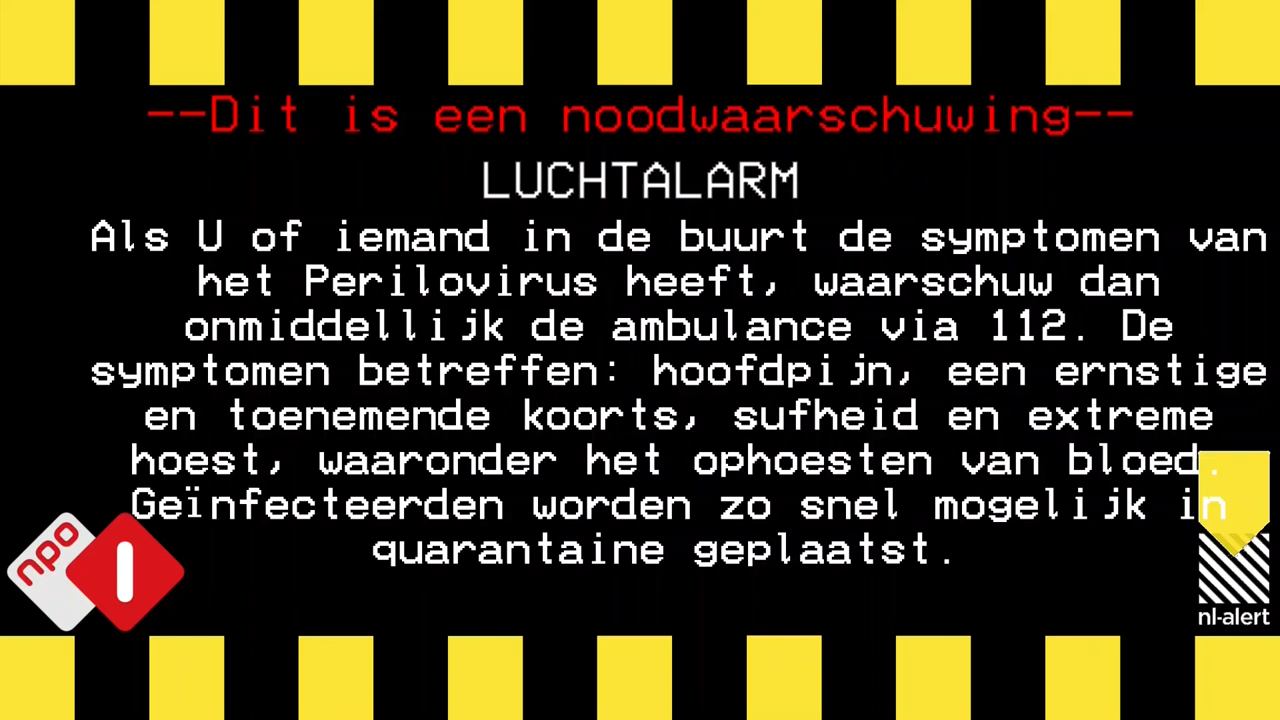 --Dit is een noodwaarschuwing--
LUCHTALARM
Als U of iemand in de buurt de symptomen van
het Perilovirus heeft, waarschuw dan
onmiddellijk de ambulance via 112. De
symptomen betreffen: hoofdpijn, een ernstige
en toenemende koorts, sufheid en extreme
hoest, waaronder het ophoesten van bloed.
Geïnfecteerden worden zo snel mogelijk in
quarantaine geplaatst.
npo 1
nl-alert